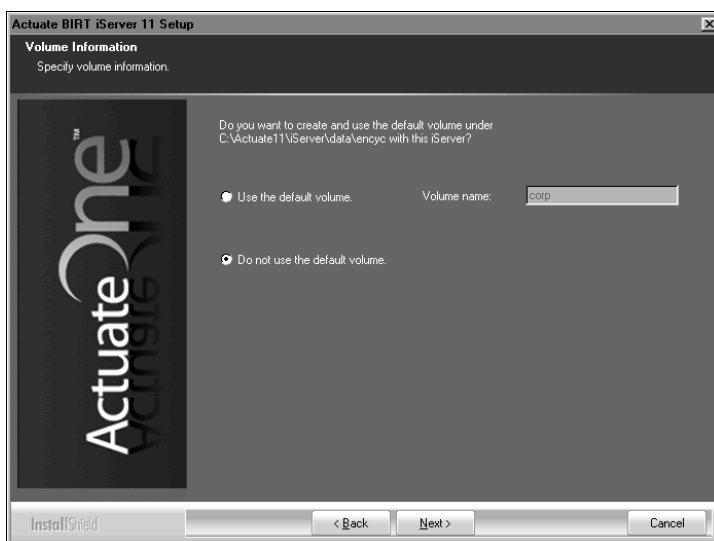 Actuate BIRT iServer 11 Setup
Volume Information
Specify volume information.
Do you want to create and use the default volume under
C:\Actuate11\iServer\data\encyc with this iServer?
Use the default volume.
Volume name:
corp
Do not use the default volume.
ActuateOne™
InstallShield
< Back
Next >
Cancel